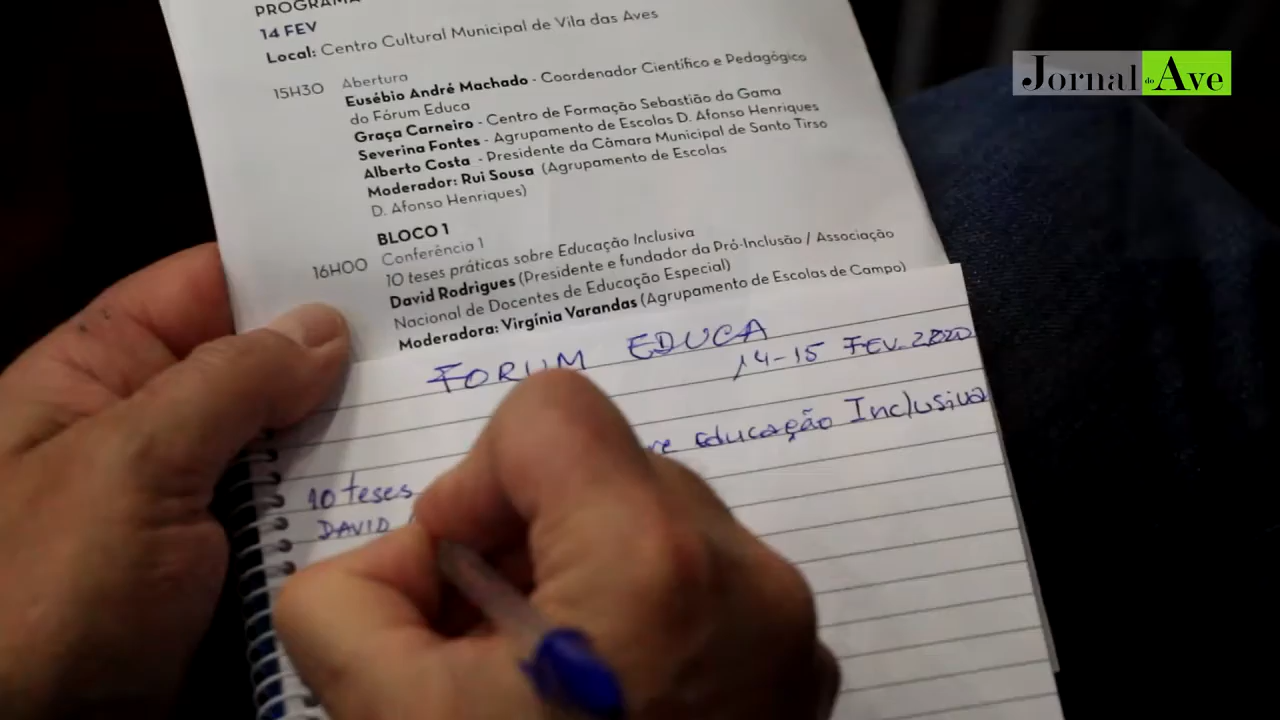 PROGRAMA
14 FEV
Local: Centro Cultural Municipal de Vila das Aves
15H30 Abertura
Eusébio André Machado - Coordenador Científico e Pedagógico
do Fórum Educa
Graça Carneiro - Centro de Formação Sebastião da Gama
Severina Fontes - Agrupamento de Escolas D. Afonso Henriques
Alberto Costa - Presidente da Câmara Municipal de Santo Tirso
Moderador: Rui Sousa (Agrupamento de Escolas
D. Afonso Henriques)
BLOCO 1
16H00 Conferência 1
10 teses práticas sobre Educação Inclusiva
David Rodrigues (Presidente e fundador da Pró-Inclusão / Associação
Nacional de Docentes de Educação Especial)
Moderadora: Virgínia Varandas (Agrupamento de Escolas de Campo)
FORUM EDUCA
14-15 FEV. 2020
10 teses educação Inclusiva
DAVID
Jornal do Ave